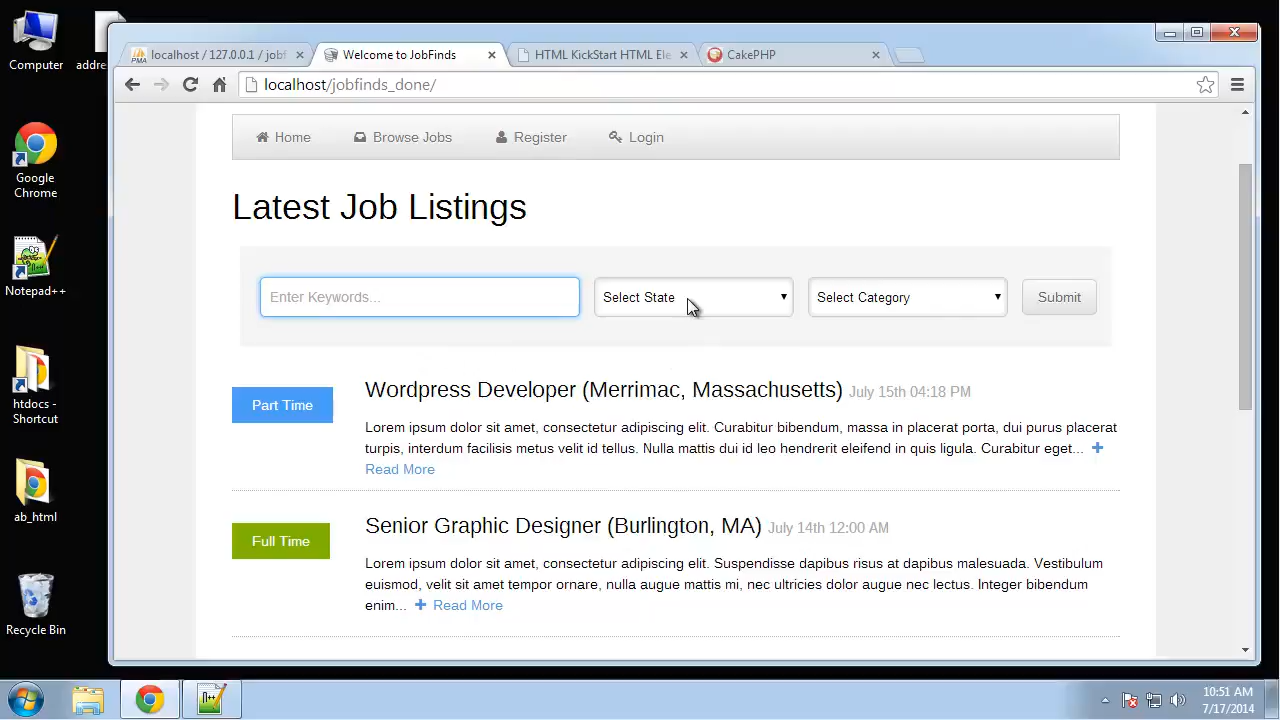 Computer
addre
Google
Chrome
Notepad++
htdocs -
Shortcut
ab_html
Recycle Bin
localhost / 127.0.0.1 / jobf
Welcome to JobFinds
HTML KickStart HTML Ele
CakePHP
localhost/jobfinds_done/
Home
Browse Jobs
Register
Login
Latest Job Listings
Enter Keywords...
Select State
Select Category
Submit
Part Time
Wordpress Developer (Merrimac, Massachusetts) July 15th 04:18 PM
Lorem ipsum dolor sit amet, consectetur adipiscing elit. Curabitur bibendum, massa in placerat porta, dui purus placerat
turpis, interdum facilisis metus velit id tellus. Nulla mattis dui id leo hendrerit eleifend in quis ligula. Curabitur eget...
Read More
Full Time
Senior Graphic Designer (Burlington, MA) July 14th 12:00 AM
Lorem ipsum dolor sit amet, consectetur adipiscing elit. Suspendisse dapibus risus at dapibus malesuada. Vestibulum
euismod, velit sit amet tempor ornare, nulla augue mattis mi, nec ultricies dolor augue nec lectus. Integer bibendum
enim... Read More
10:51 AM
7/17/2014